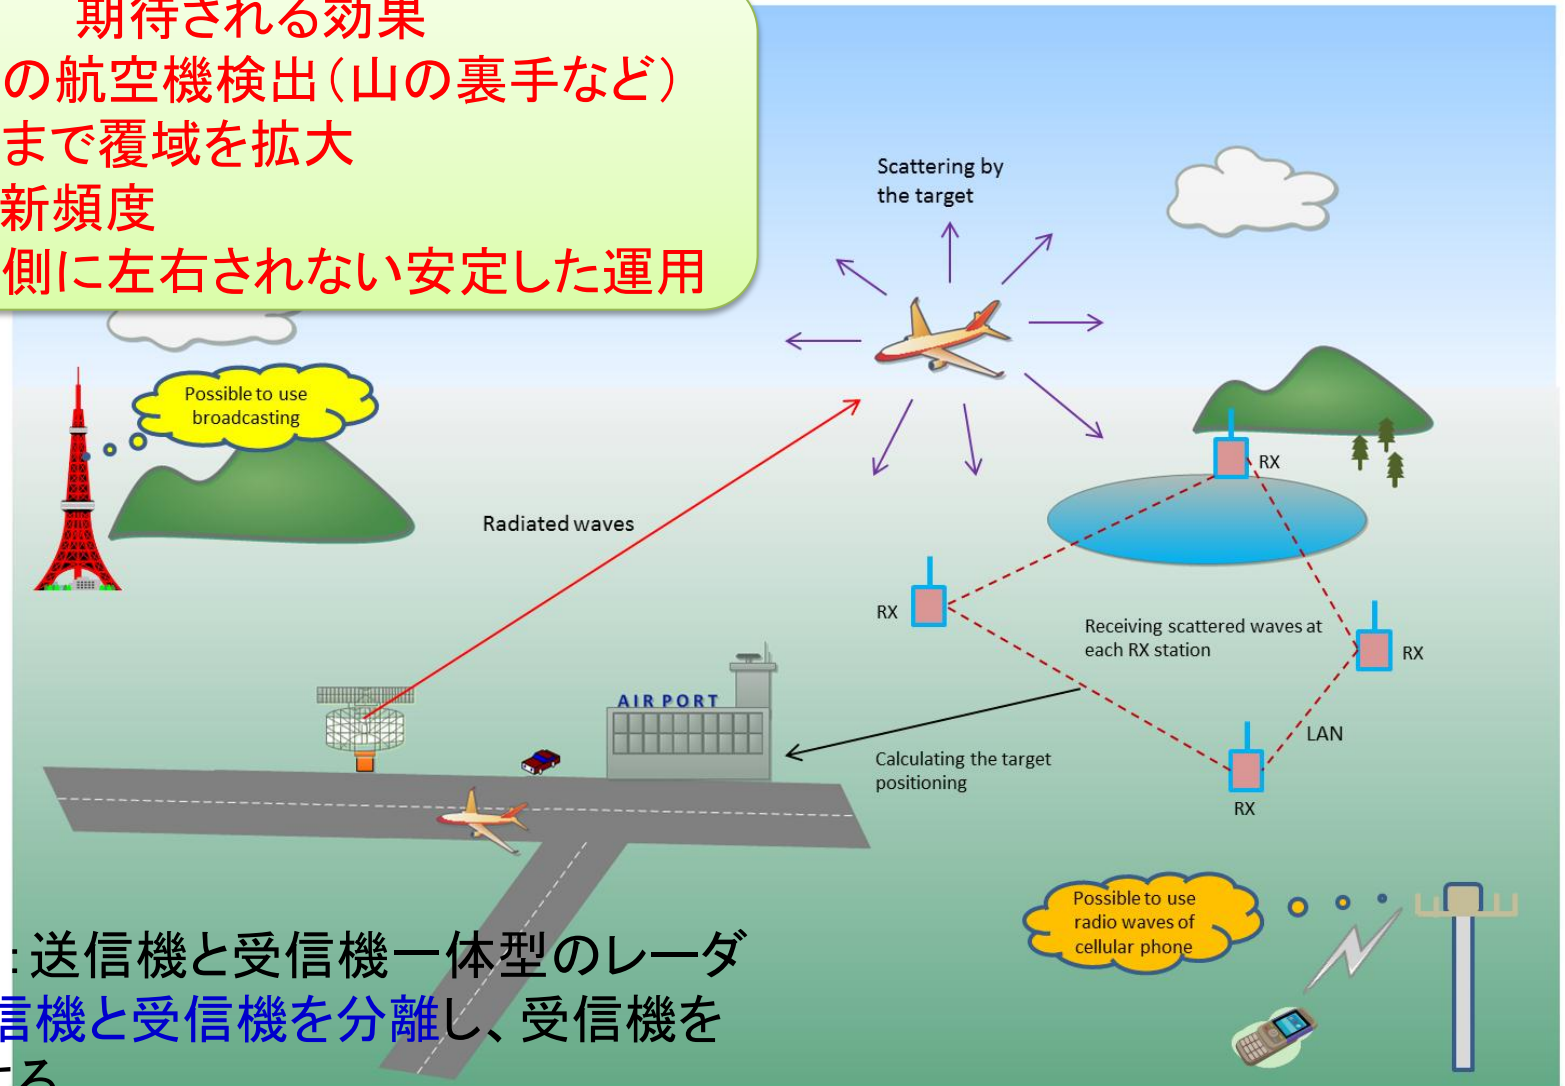 期待される効果
の航空機検出（山の裏手など）
まで覆域を拡大
新頻度
側に左右されない安定した運用
Scattering by
the target
Possible to use
broadcasting
Radiated waves
RX
RX
Receiving scattered waves at
each RX station
RX
AIR PORT
LAN
Calculating the target
positioning
RX
Possible to use
radio waves of
cellular phone
：送信機と受信機一体型のレーダ
信機と受信機を分離し、受信機を
する